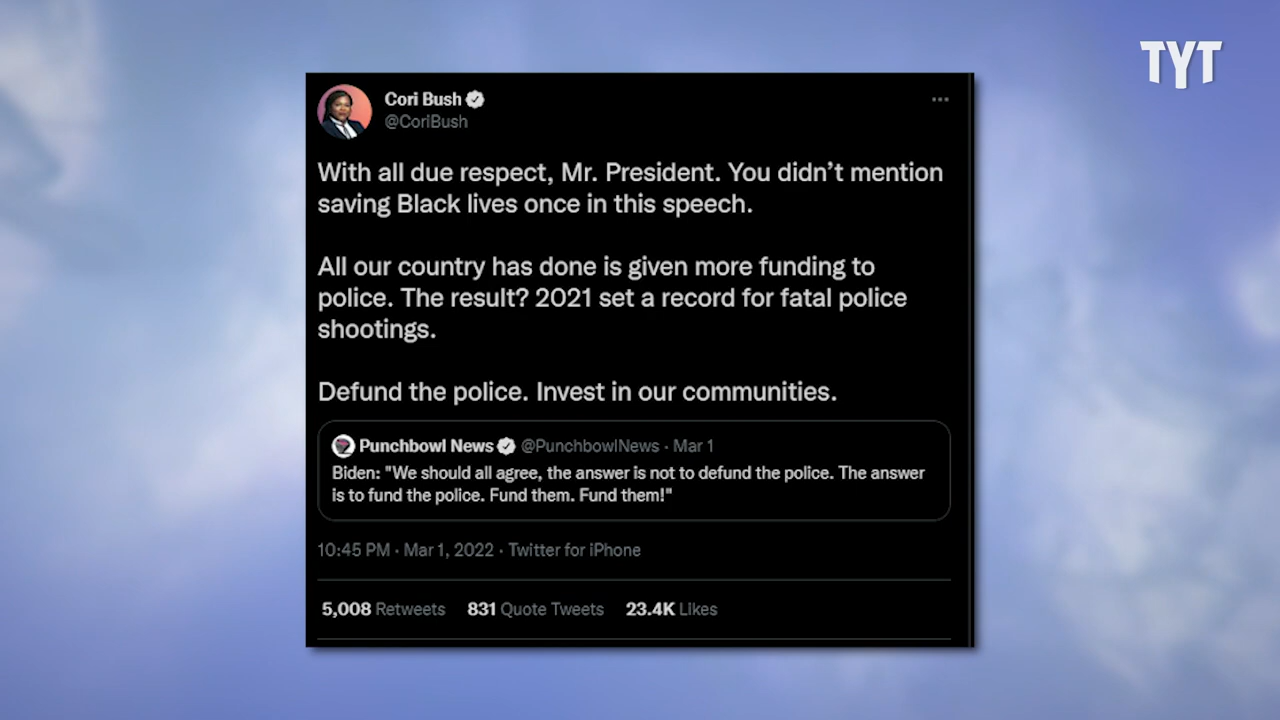 TYT
Cori Bush
@CoriBush
With all due respect, Mr. President. You didn’t mention
saving Black lives once in this speech.
All our country has done is given more funding to
police. The result? 2021 set a record for fatal police
shootings.
Defund the police. Invest in our communities.
Punchbowl News @PunchbowlNews · Mar 1
Biden: "We should all agree, the answer is not to defund the police. The answer
is to fund the police. Fund them. Fund them!"
10:45 PM · Mar 1, 2022 · Twitter for iPhone
5,008 Retweets 831 Quote Tweets 23.4K Likes